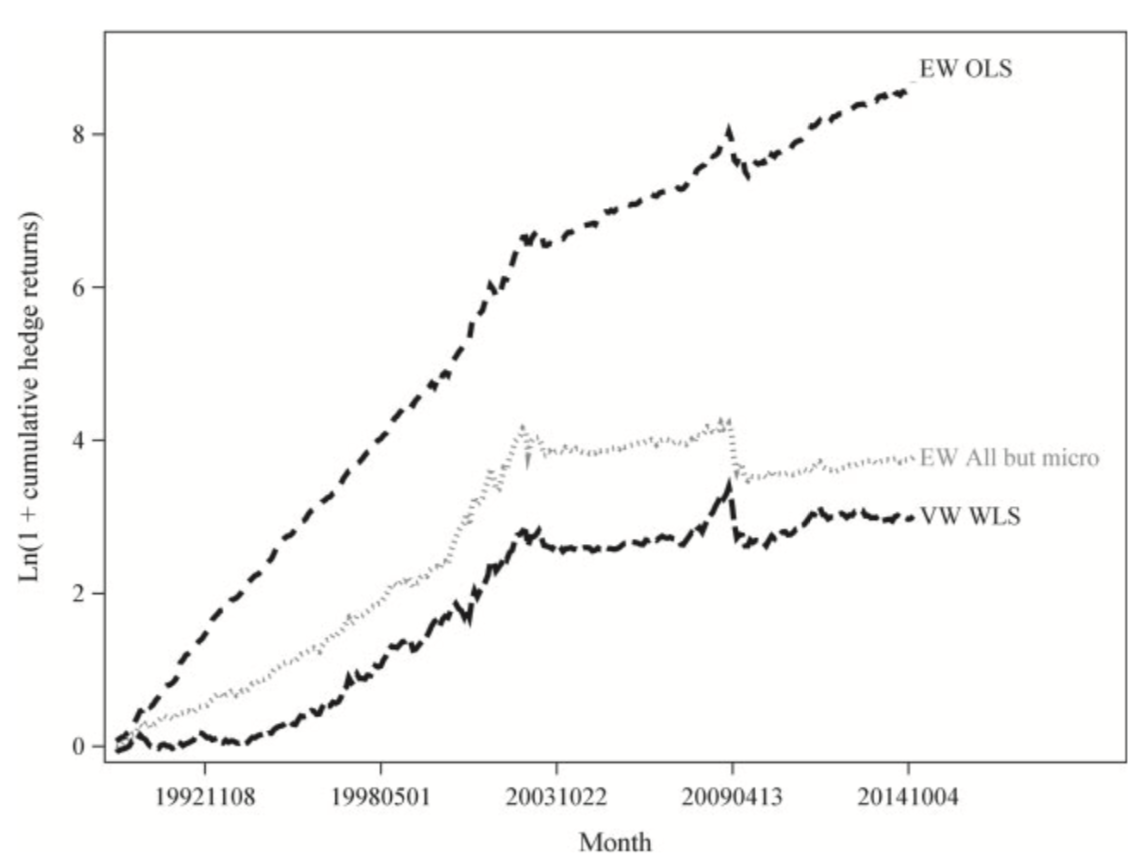 EW OLS
8
6
4
2
0
EW All but micro
VW WLS
Ln(1 + cumulative hedge returns)
19921108 19980501 20031022 20090413 20141004
Month